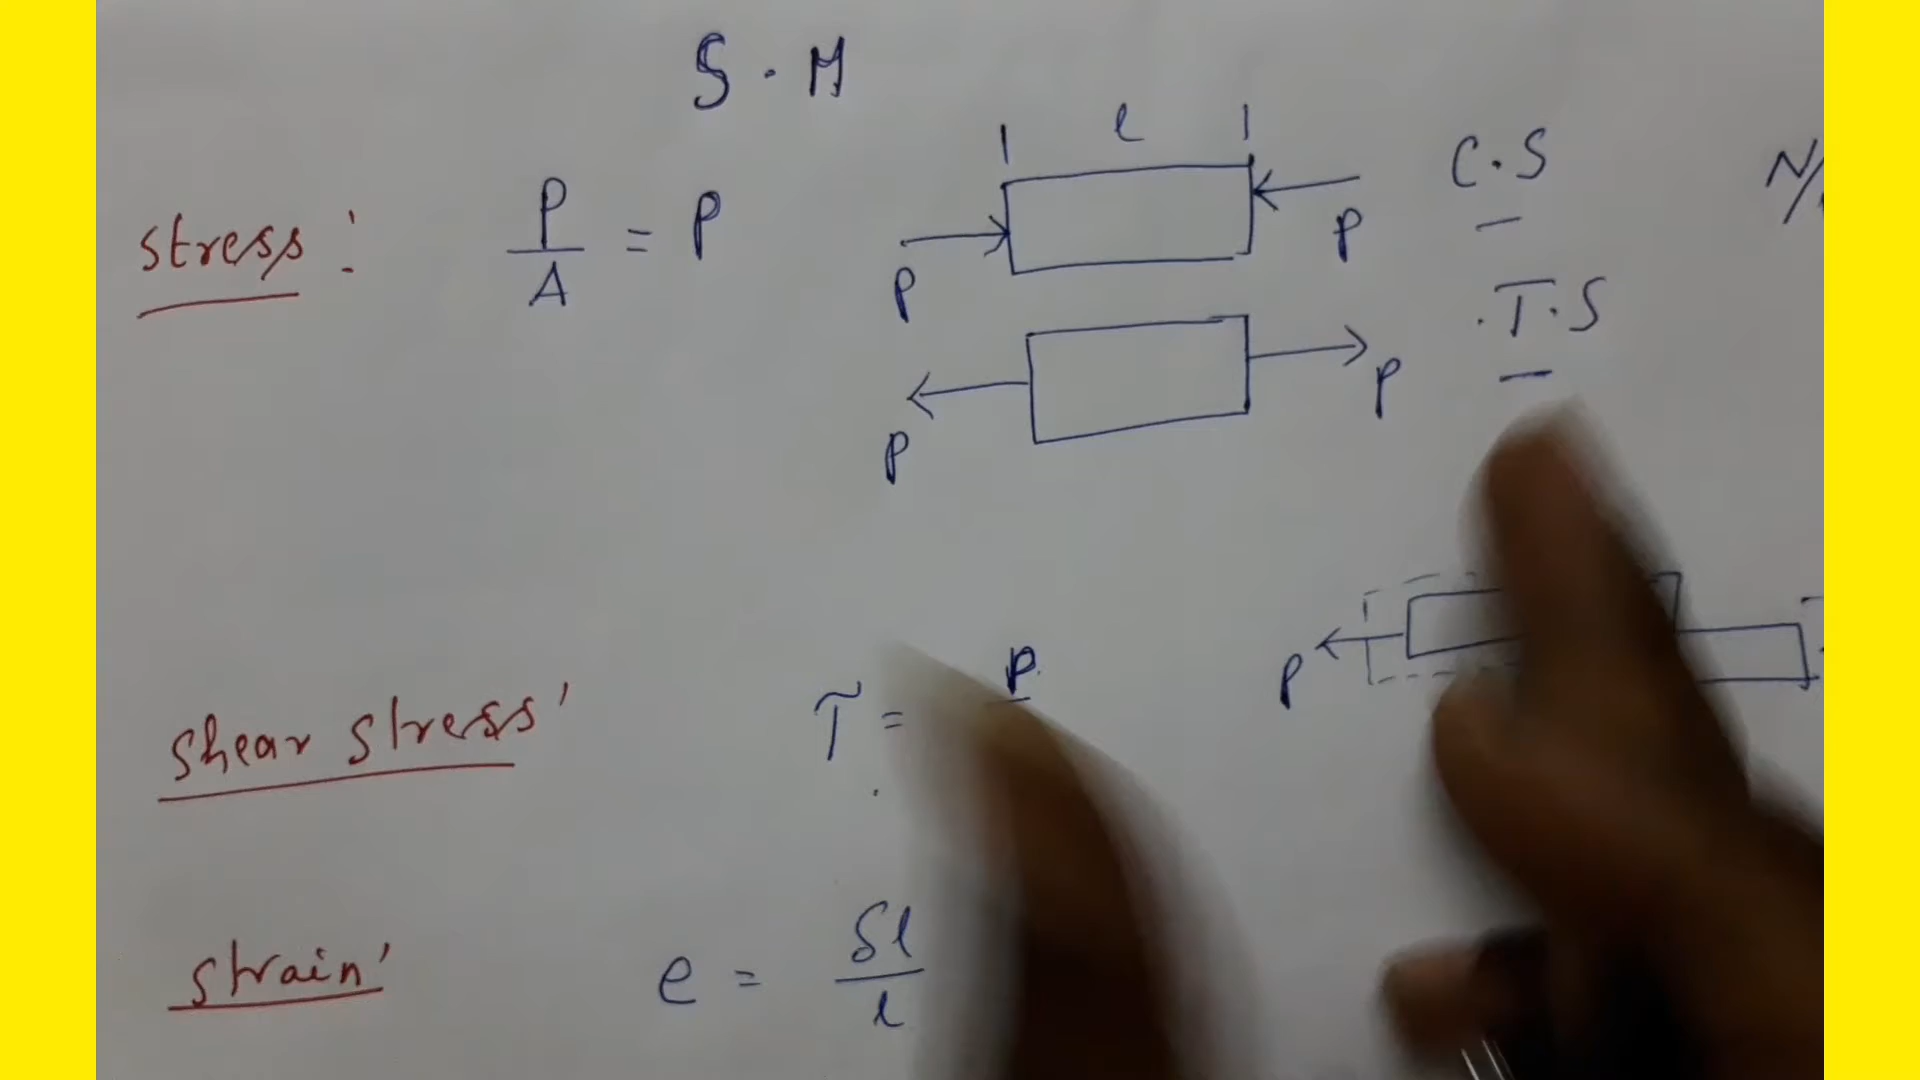 S.M
l
stress: P/A = P
P
P
C.S
N/
P
P
T.S
P
shear stress' τ = P
strain' e = δl/l